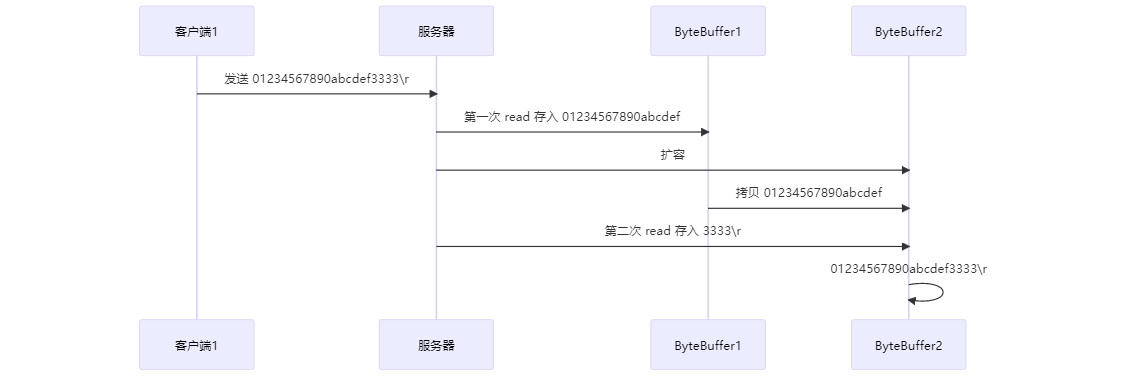 客户端1
服务器
ByteBuffer1
ByteBuffer2
发送 01234567890abcdef3333\r
第一次 read 存入 01234567890abcdef
扩容
拷贝 01234567890abcdef
第二次 read 存入 3333\r
01234567890abcdef3333\r
客户端1
服务器
ByteBuffer1
ByteBuffer2